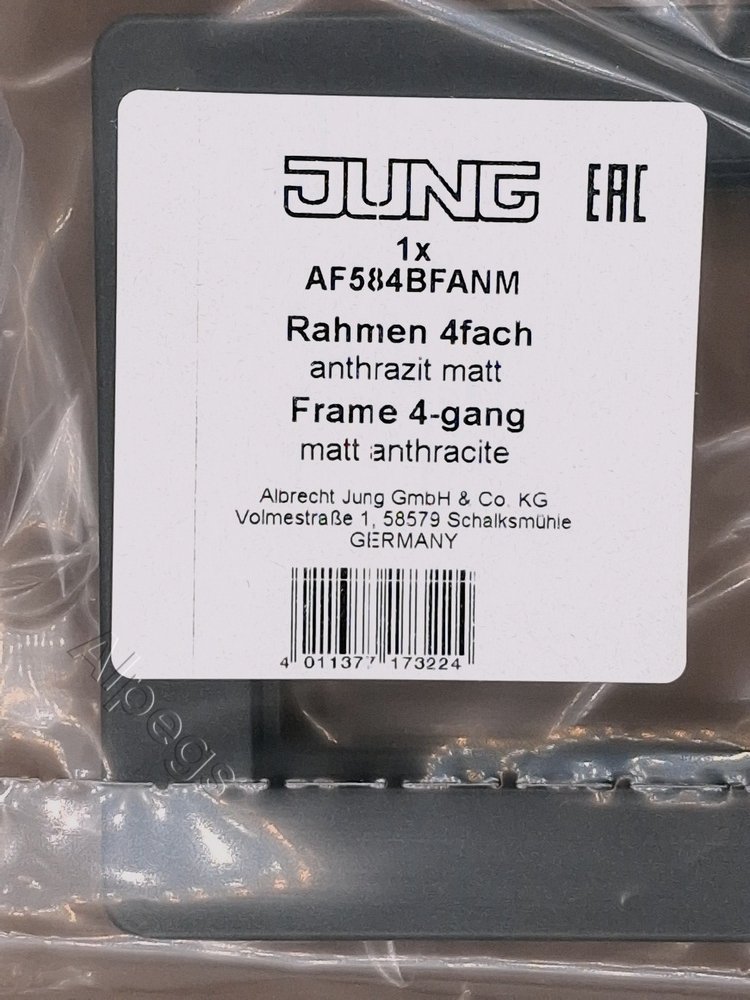 JUNG EAC
1x
AF584BFANM
Rahmen 4fach
anthrazit matt
Frame 4-gang
matt anthracite
Albrecht Jung GmbH & Co. KG
Volmestraße 1, 58579 Schalksmühle
GERMANY
4 011377 173224
Alpegs